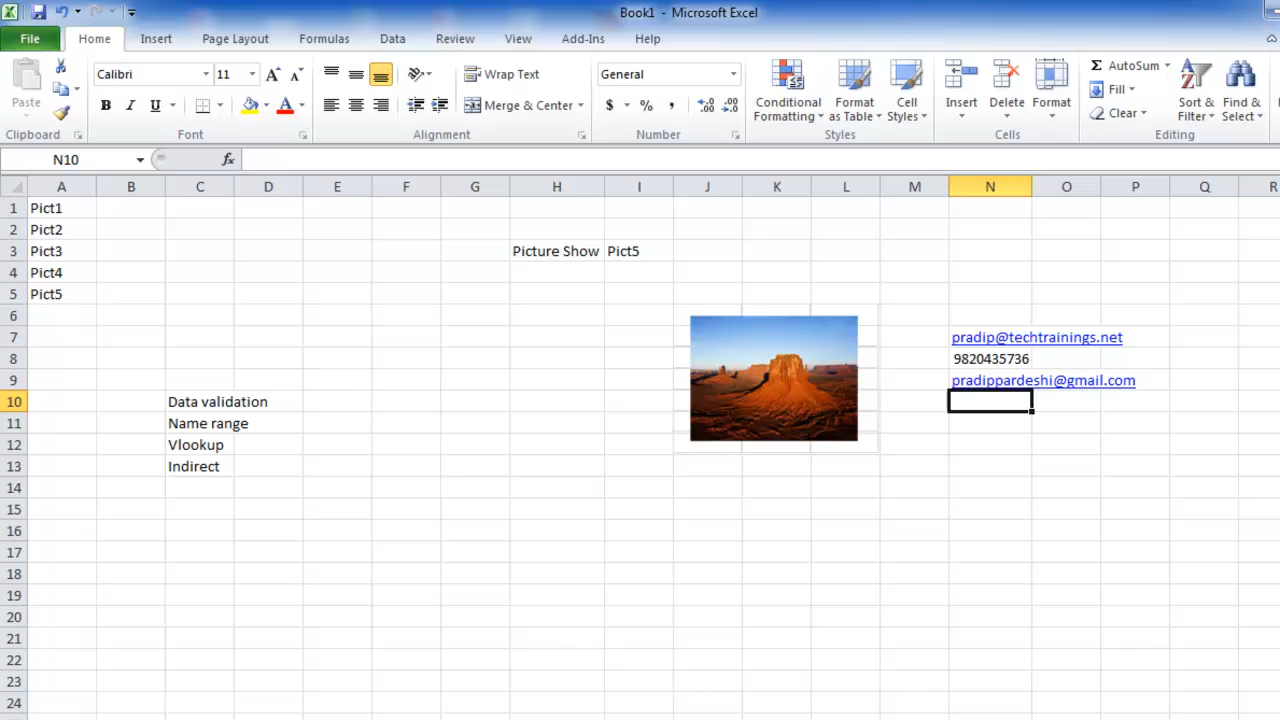 Book1 - Microsoft Excel
File Home Insert Page Layout Formulas Data Review View Add-Ins Help
Calibri 11 Wrap Text General AutoSum
Paste Fill
B I U Merge & Center $ % , Conditional Formatting Format as Table Cell Styles Insert Delete Format Clear Sort & Filter Find & Select
Clipboard Font Alignment Number Styles Cells Editing
N10 fx
A B C D E F G H I J K L M N O P Q R
1 Pict1
2 Pict2
3 Pict3 Picture Show Pict5
4 Pict4
5 Pict5
6
7 pradip@techtrainings.net
8 9820435736
9 pradippardeshi@gmail.com
10 Data validation
11 Name range
12 Vlookup
13 Indirect
14
15
16
17
18
19
20
21
22
23
24